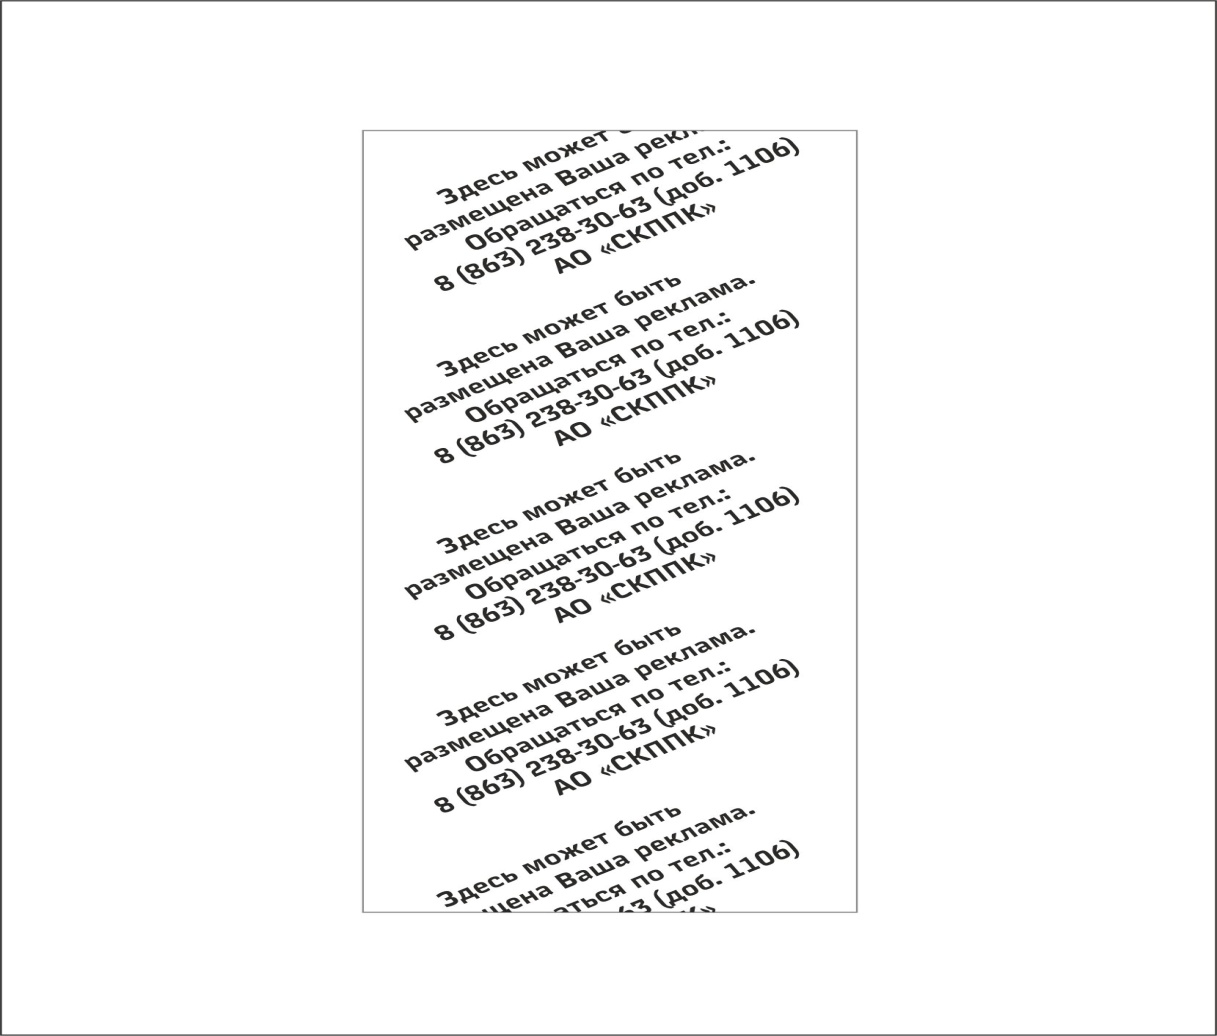 Здесь может
размещена Ваша
Обращаться по тел.:
8 (863) 238-30-63 (доб. 1106)
АО «СКППК»
Здесь может быть
размещена Ваша реклама.
Обращаться по тел.:
8 (863) 238-30-63 (доб. 1106)
АО «СКППК»
Здесь может быть
размещена Ваша реклама.
Обращаться по тел.:
8 (863) 238-30-63 (доб. 1106)
АО «СКППК»
Здесь может быть
размещена Ваша реклама.
Обращаться по тел.:
8 (863) 238-30-63 (доб. 1106)
АО «СКППК»
Здесь может быть
Ваша реклама.
по тел.:
(доб. 1106)